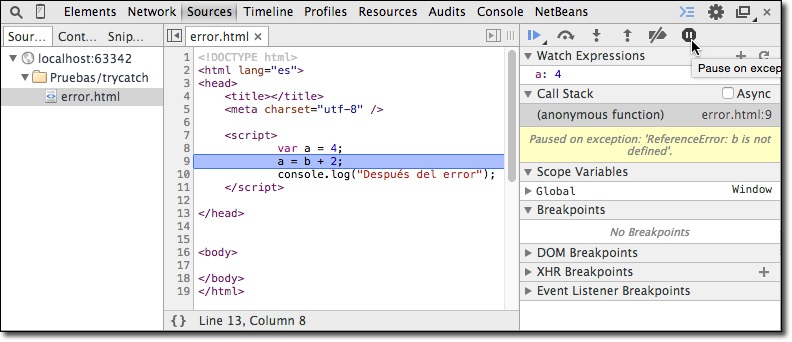 Elements Network Sources Timeline Profiles Resources Audits Console NetBeans
Sour... Cont... Snip...
localhost:63342
Pruebas/trycatch
error.html
error.html
1 <!DOCTYPE html>
2 <html lang="es">
3 <head>
4 <title></title>
5 <meta charset="utf-8" />
6
7 <script>
8 var a = 4;
9 a = b + 2;
10 console.log("Después del error");
11 </script>
12
13 </head>
14
15
16 <body>
17
18 </body>
19 </html>
{} Line 13, Column 8
Pause on excep
Watch Expressions
a: 4
Call Stack Async
(anonymous function) error.html:9
Paused on exception: 'ReferenceError: b is not
defined'.
Scope Variables
Global Window
Breakpoints
No Breakpoints
DOM Breakpoints
XHR Breakpoints
Event Listener Breakpoints